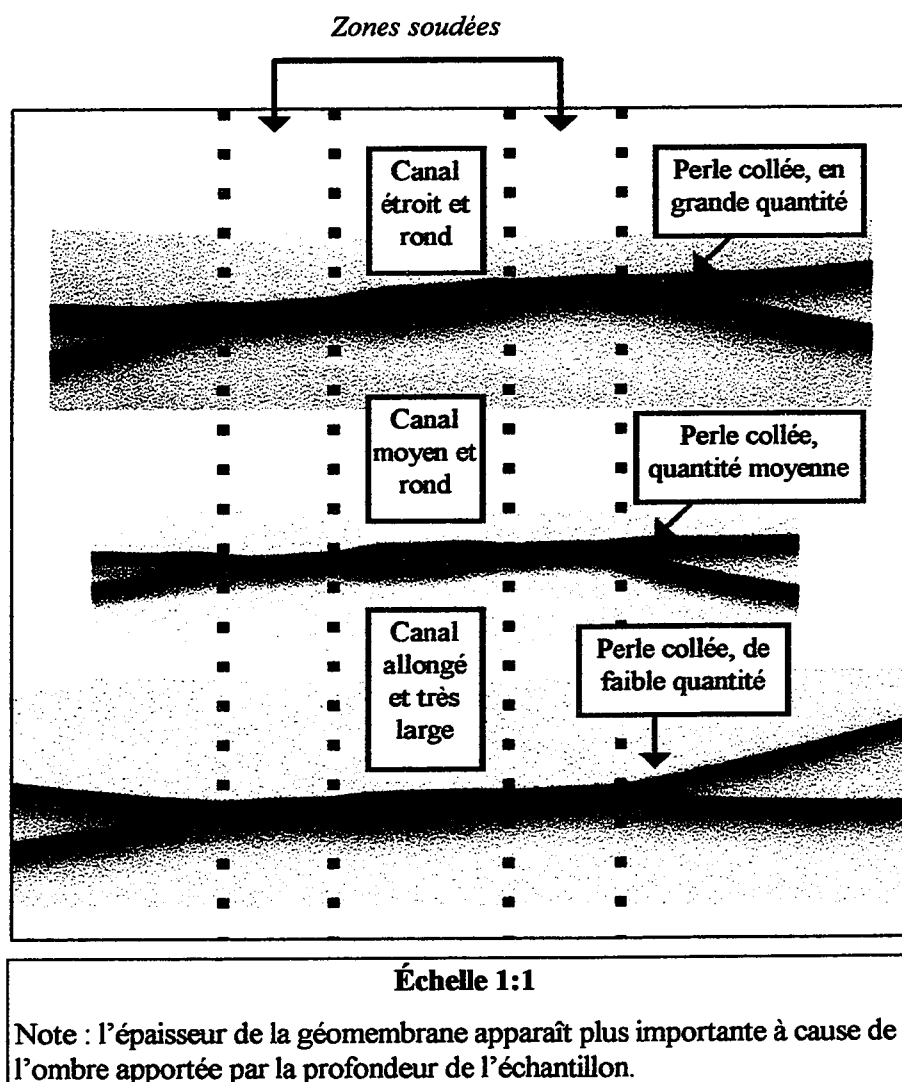 Zones soudées
Canal
étroit et
rond
Perle collée, en
grande quantité
Canal
moyen et
rond
Perle collée,
quantité moyenne
Canal
allongé
et très
large
Perle collée, de
faible quantité
Échelle 1:1
Note : l'épaisseur de la géomembrane apparaît plus importante à cause de
l'ombre apportée par la profondeur de l'échantillon.